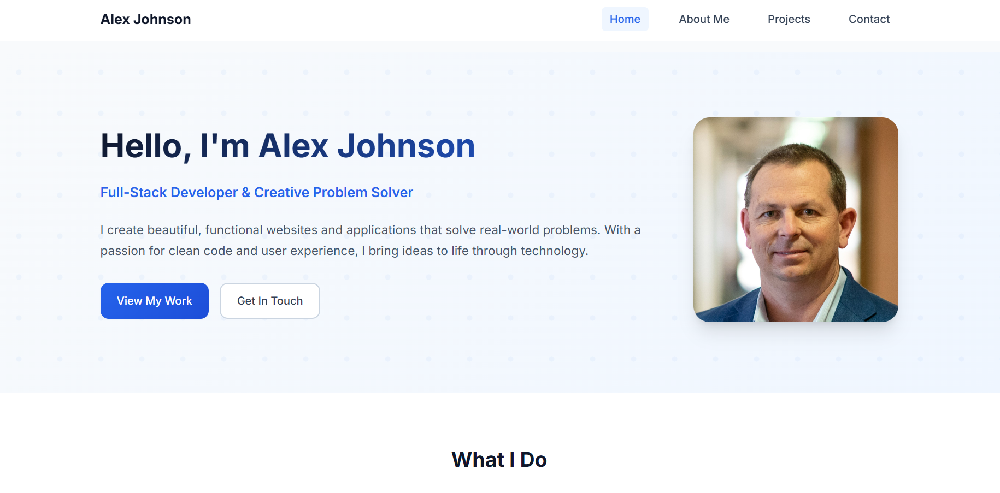 Alex Johnson
Home
About Me
Projects
Contact
Hello, I'm Alex Johnson
Full-Stack Developer & Creative Problem Solver
I create beautiful, functional websites and applications that solve real-world problems. With a
passion for clean code and user experience, I bring ideas to life through technology.
View My Work
Get In Touch
What I Do